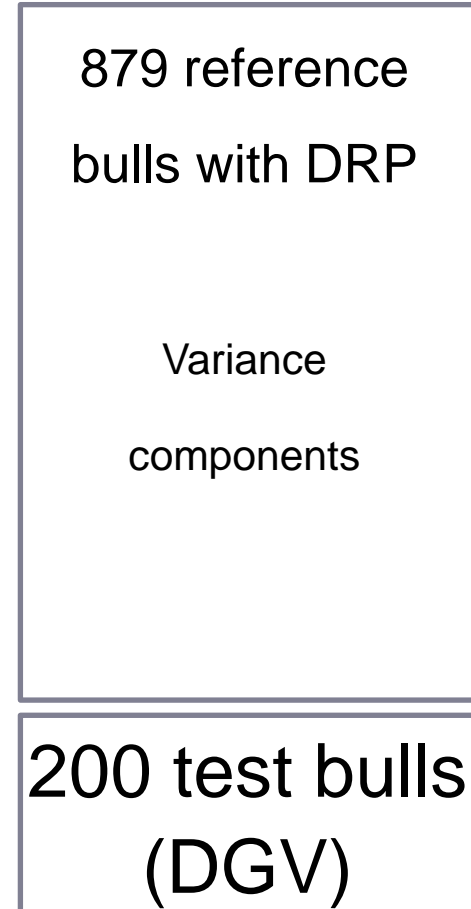 879 reference
bulls with DRP
Variance
components
200 test bulls
(DGV)